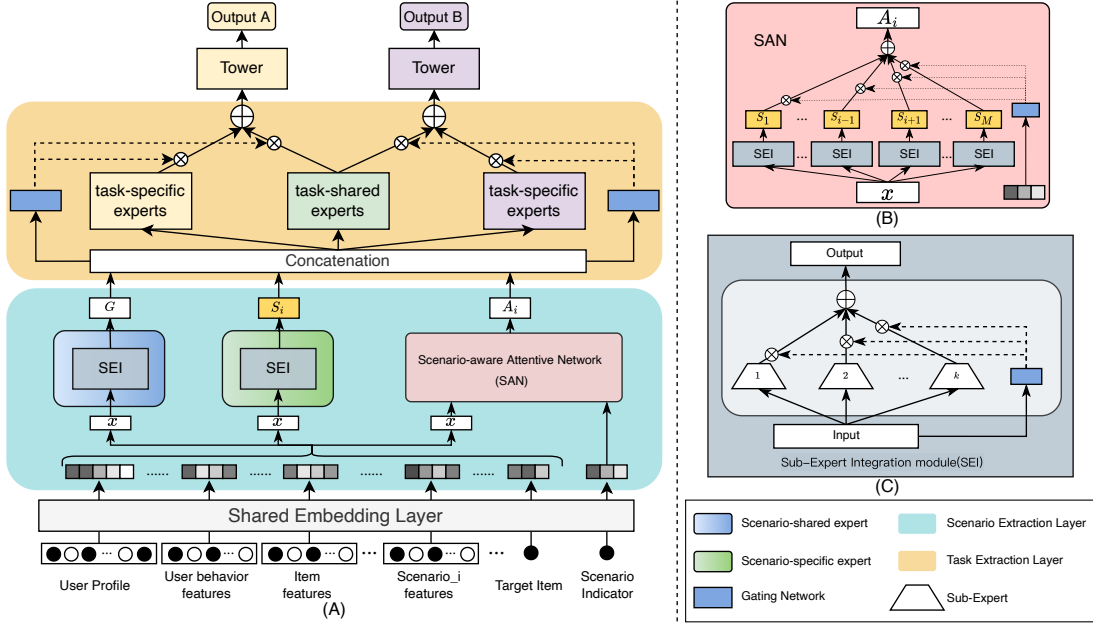 Output A
Output B
Tower
Tower
task-specific
experts
task-shared
experts
task-specific
experts
Concatenation
G
S_i
A_i
SEI
SEI
Scenario-aware Attentive Network
(SAN)
x
x
x
...... ...... ...... ...... ......
Shared Embedding Layer
... ... ... ... ... ... ...
User Profile
User behavior
features
Item
features
Scenario_i
features
Target Item
Scenario
Indicator
(A)
A_i
SAN
S_1 ... S_{i-1} S_{i+1} ... S_M
SEI ... SEI SEI ... SEI
x
(B)
Output
1 2 ... k
Input
Sub-Expert Integration module(SEI)
(C)
Scenario-shared expert
Scenario Extraction Layer
Scenario-specific expert
Task Extraction Layer
Gating Network
Sub-Expert